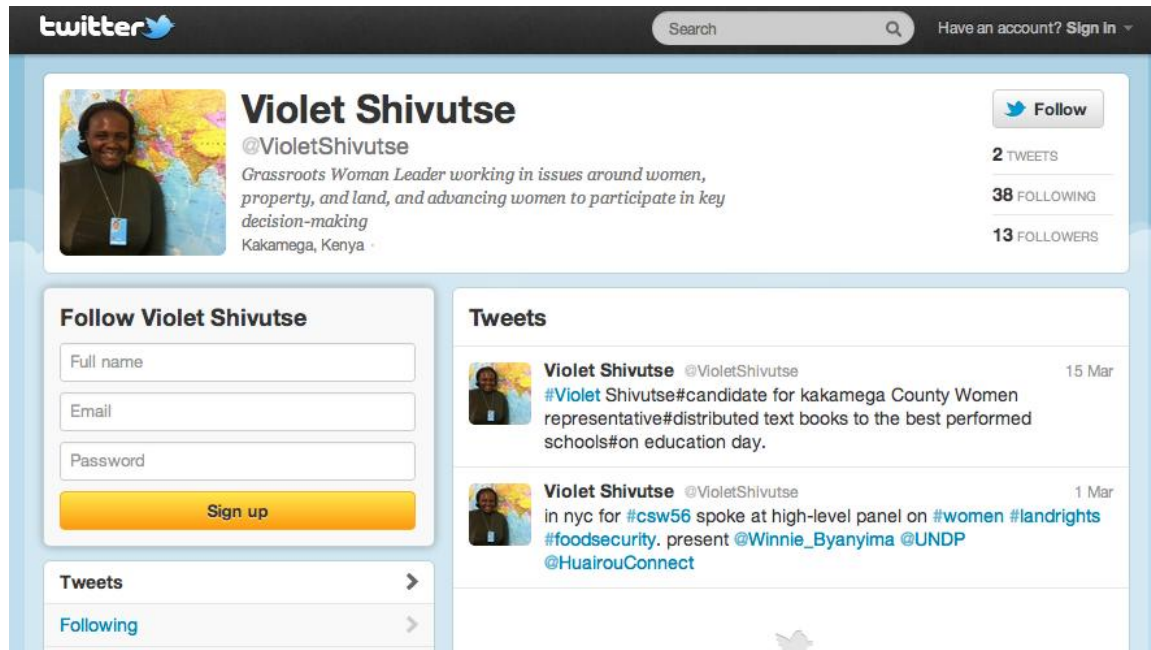 twitter
Search
Have an account? Sign in
Violet Shivutse
@VioletShivutse
Grassroots Woman Leader working in issues around women,
property, and land, and advancing women to participate in key
decision-making
Kakamega, Kenya ·
Follow
2 TWEETS
38 FOLLOWING
13 FOLLOWERS
Follow Violet Shivutse
Full name
Email
Password
Sign up
Tweets
Following
Tweets
Violet Shivutse @VioletShivutse 15 Mar
#Violet Shivutse#candidate for kakamega County Women
representative#distributed text books to the best performed
schools#on education day.
Violet Shivutse @VioletShivutse 1 Mar
in nyc for #csw56 spoke at high-level panel on #women #landrights
#foodsecurity. present @Winnie_Byanyima @UNDP
@HuairouConnect